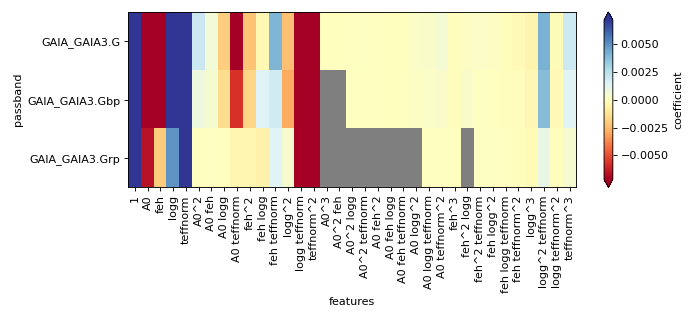 GAIA_GAIA3.G
GAIA_GAIA3.Gbp
GAIA_GAIA3.Grp
passband
1
A0
feh
logg
teffnorm
A0^2
A0 feh
A0 logg
A0 teffnorm
feh^2
feh logg
feh teffnorm
logg^2
logg teffnorm
teffnorm^2
A0^3
A0^2 feh
A0^2 logg
A0^2 teffnorm
A0 feh^2
A0 feh logg
A0 feh teffnorm
A0 logg^2
A0 logg teffnorm
A0 teffnorm^2
feh^3
feh^2 logg
feh^2 teffnorm
feh logg^2
feh logg teffnorm
feh teffnorm^2
logg^3
logg^2 teffnorm
logg teffnorm^2
teffnorm^3
features
0.0050
0.0025
0.0000
−0.0025
−0.0050
coefficient